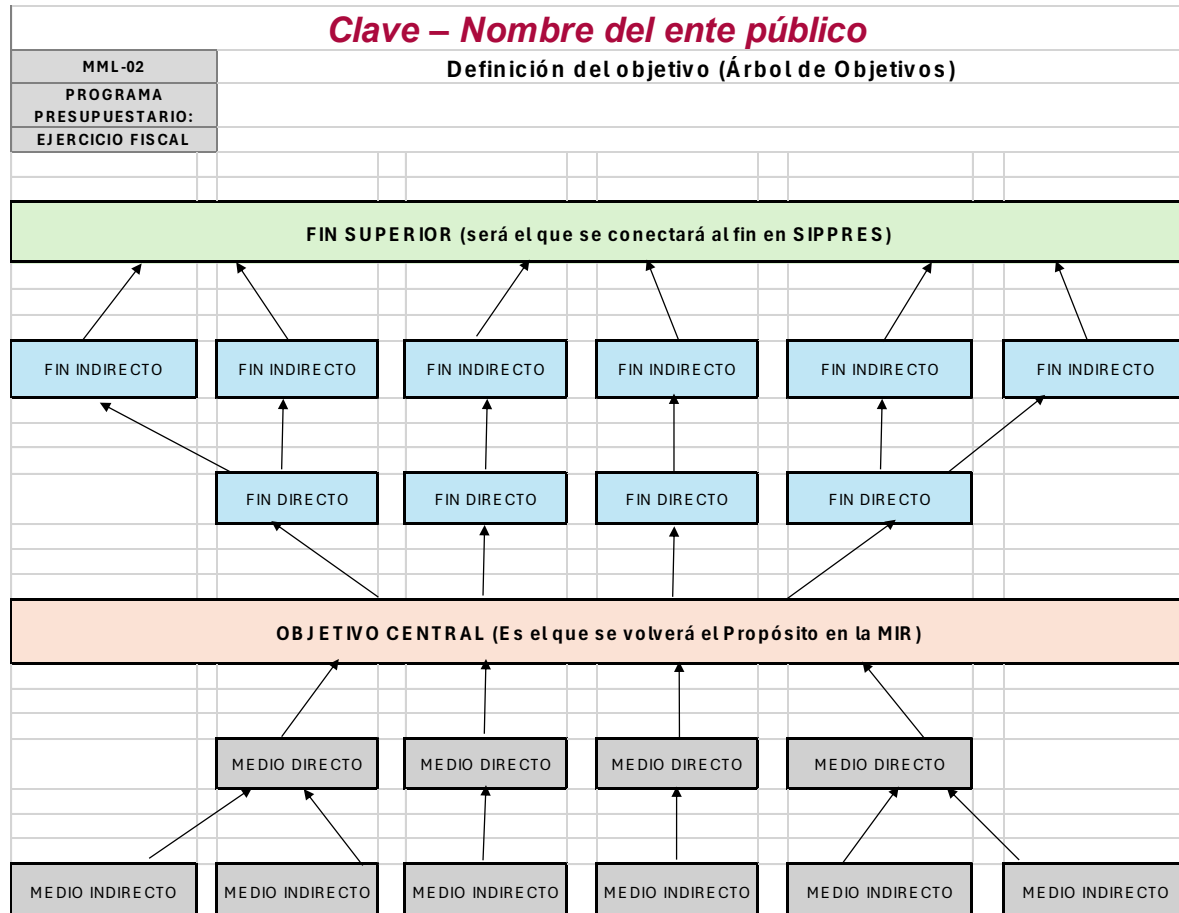 Clave – Nombre del ente público
MML-02
Definición del objetivo (Árbol de Objetivos)
PROGRAMA
PRESUPUESTARIO:
EJERCICIO FISCAL
FIN SUPERIOR (será el que se conectará al fin en SIPPRES)
FIN INDIRECTO
FIN INDIRECTO
FIN INDIRECTO
FIN INDIRECTO
FIN INDIRECTO
FIN INDIRECTO
FIN DIRECTO
FIN DIRECTO
FIN DIRECTO
FIN DIRECTO
OBJETIVO CENTRAL (Es el que se volverá el Propósito en la MIR)
MEDIO DIRECTO
MEDIO DIRECTO
MEDIO DIRECTO
MEDIO DIRECTO
MEDIO INDIRECTO
MEDIO INDIRECTO
MEDIO INDIRECTO
MEDIO INDIRECTO
MEDIO INDIRECTO
MEDIO INDIRECTO